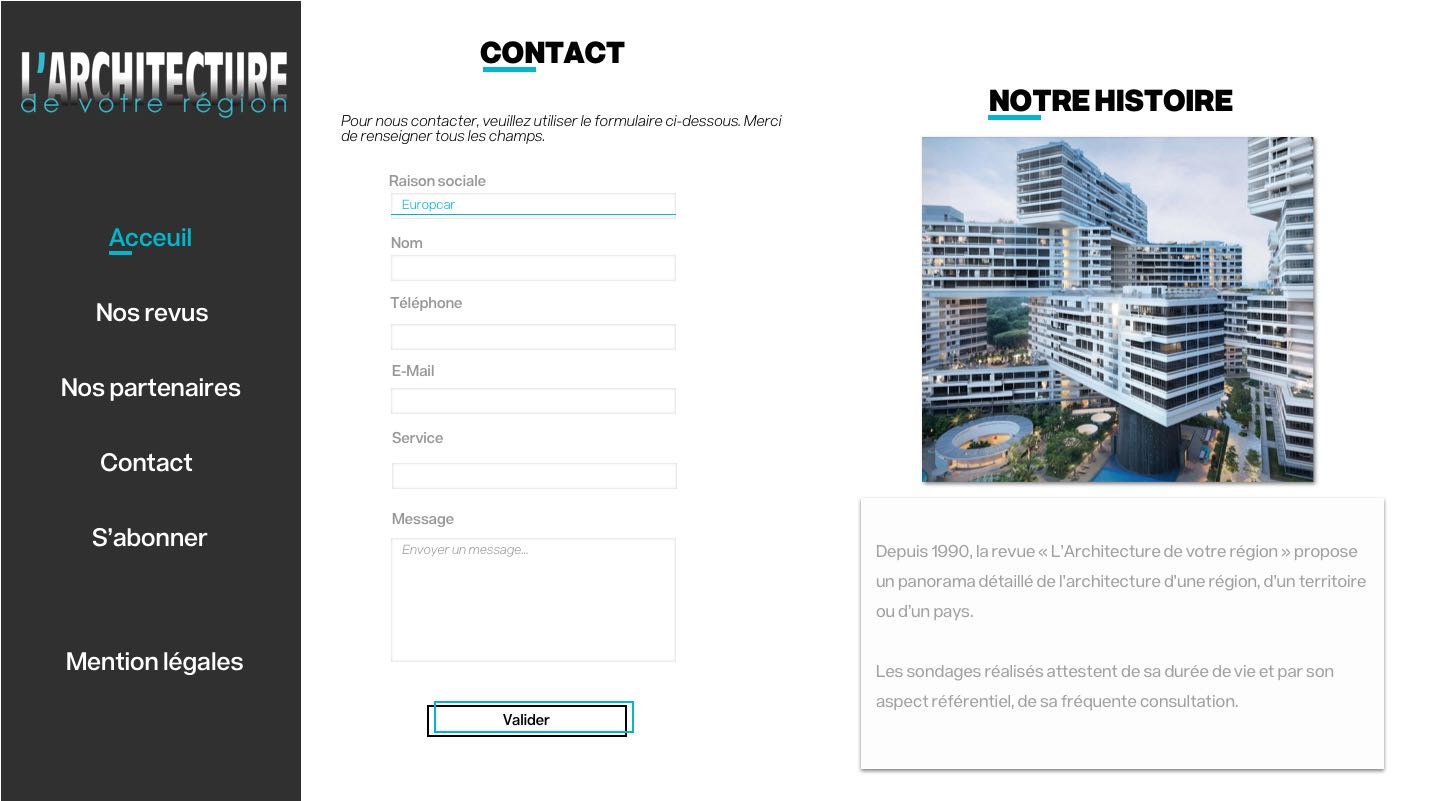 L'ARCHITECTURE
de votre région
Acceuil
Nos revus
Nos partenaires
Contact
S'abonner
Mention légales
CONTACT
Pour nous contacter, veuillez utiliser le formulaire ci-dessous. Merci
de renseigner tous les champs.
Raison sociale
Europcar
Nom
Téléphone
E-Mail
Service
Message
Envoyer un message...
Valider
NOTRE HISTOIRE
Depuis 1990, la revue « L'Architecture de votre région » propose
un panorama détaillé de l'architecture d'une région, d'un territoire
ou d'un pays.
Les sondages réalisés attestent de sa durée de vie et par son
aspect référentiel, de sa fréquente consultation.